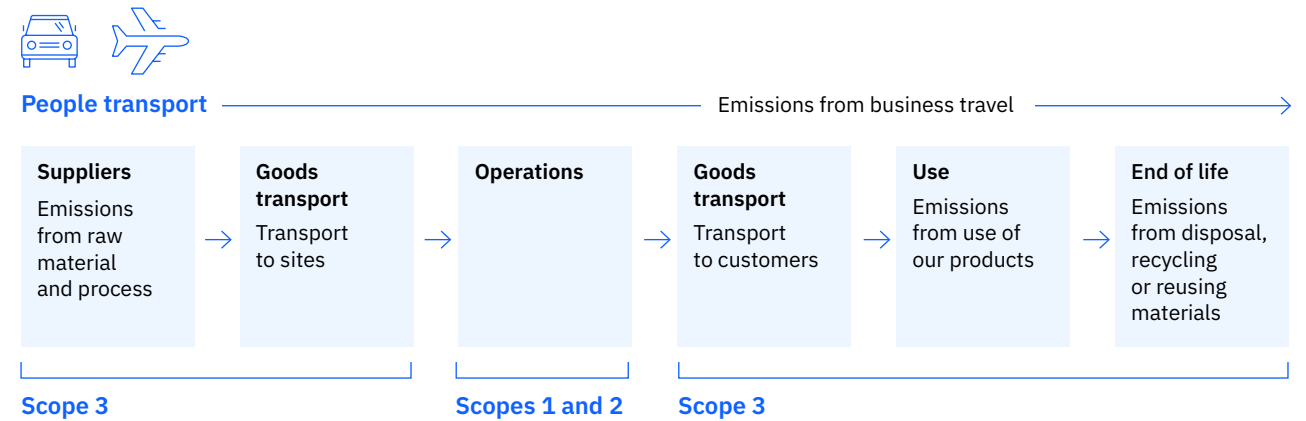 People transport
Emissions from business travel
Suppliers
Emissions
from raw
material
and process
Goods
transport
Transport
to sites
Operations
Goods
transport
Transport
to customers
Use
Emissions
from use of
our products
End of life
Emissions
from disposal,
recycling
or reusing
materials
Scope 3
Scopes 1 and 2
Scope 3